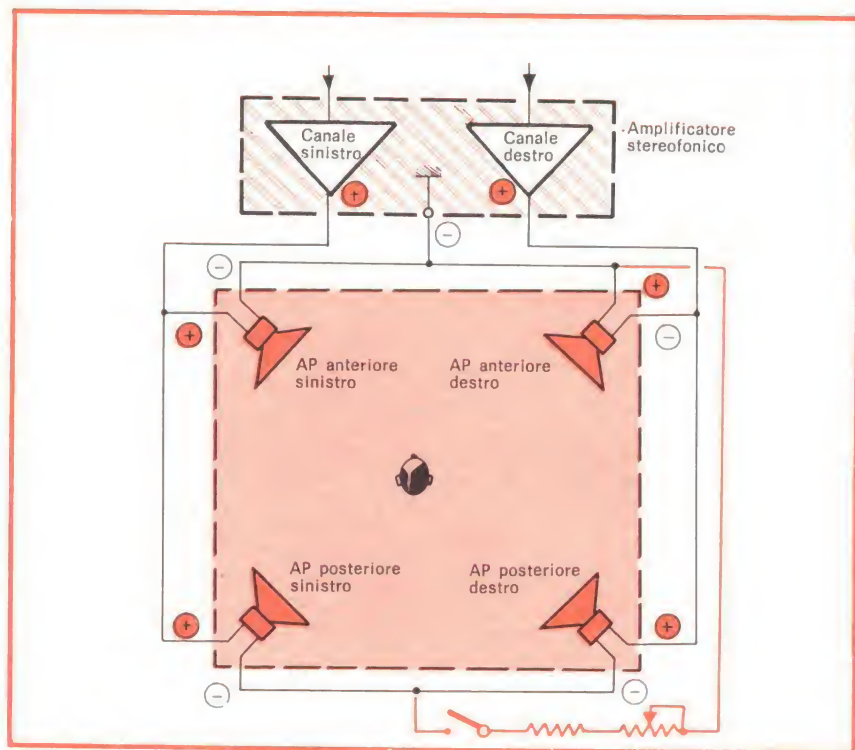 Canale
sinistro
Canale
destro
Amplificatore
stereofonico
+
+
−
−
+
+
−
AP anteriore
sinistro
AP anteriore
destro
AP posteriore
sinistro
AP posteriore
destro
+
+
−
−